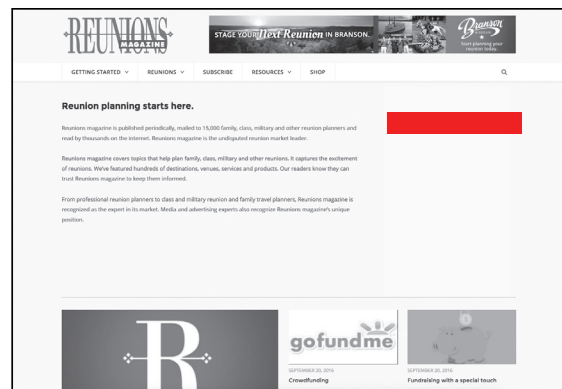 REUNIONS
MAGAZINE
STAGE YOUR Next Reunion IN BRANSON.
Branson
Start planning your
reunion today.
GETTING STARTED
REUNIONS
SUBSCRIBE
RESOURCES
SHOP
Reunion planning starts here.
Reunions magazine is published periodically, mailed to 15,000 family, class, military and other reunion planners and
read by thousands on the internet. Reunions magazine is the undisputed reunion market leader.
Reunions magazine covers topics that help plan family, class, military and other reunions. It captures the excitement
of reunions. We've featured hundreds of destinations, venues, services and products. Our readers know they can
trust Reunions magazine to keep them informed.
From professional reunion planners to class and military reunion and family travel planners, Reunions magazine is
recognized as the expert in its market. Media and advertising experts also recognize Reunions magazine's unique
position.
R
gofundme
SEPTEMBER 20, 2016
Crowdfunding
SEPTEMBER 20, 2016
Fundraising with a special touch